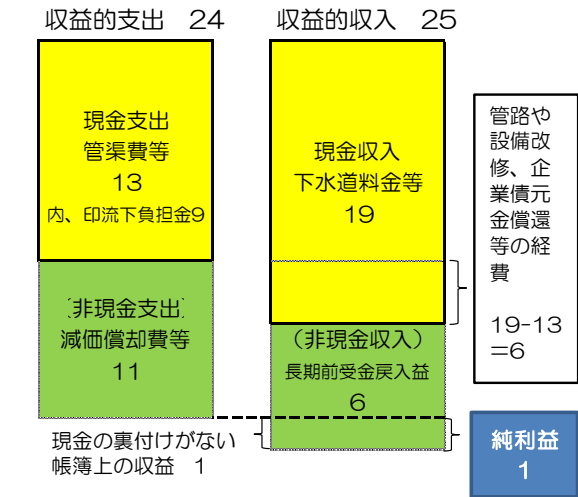 収益的支出　24
現金支出
管渠費等
13
内、印流下負担金9
［非現金支出］
減価償却費等
11
現金の裏付けがない
帳簿上の収益　1
収益的収入　25
現金収入
下水道料金等
19
（非現金収入）
長期前受金戻入益
6
管路や
設備改
修、企
業債元
金償還
等の経
費
19-13
＝6
純利益
1